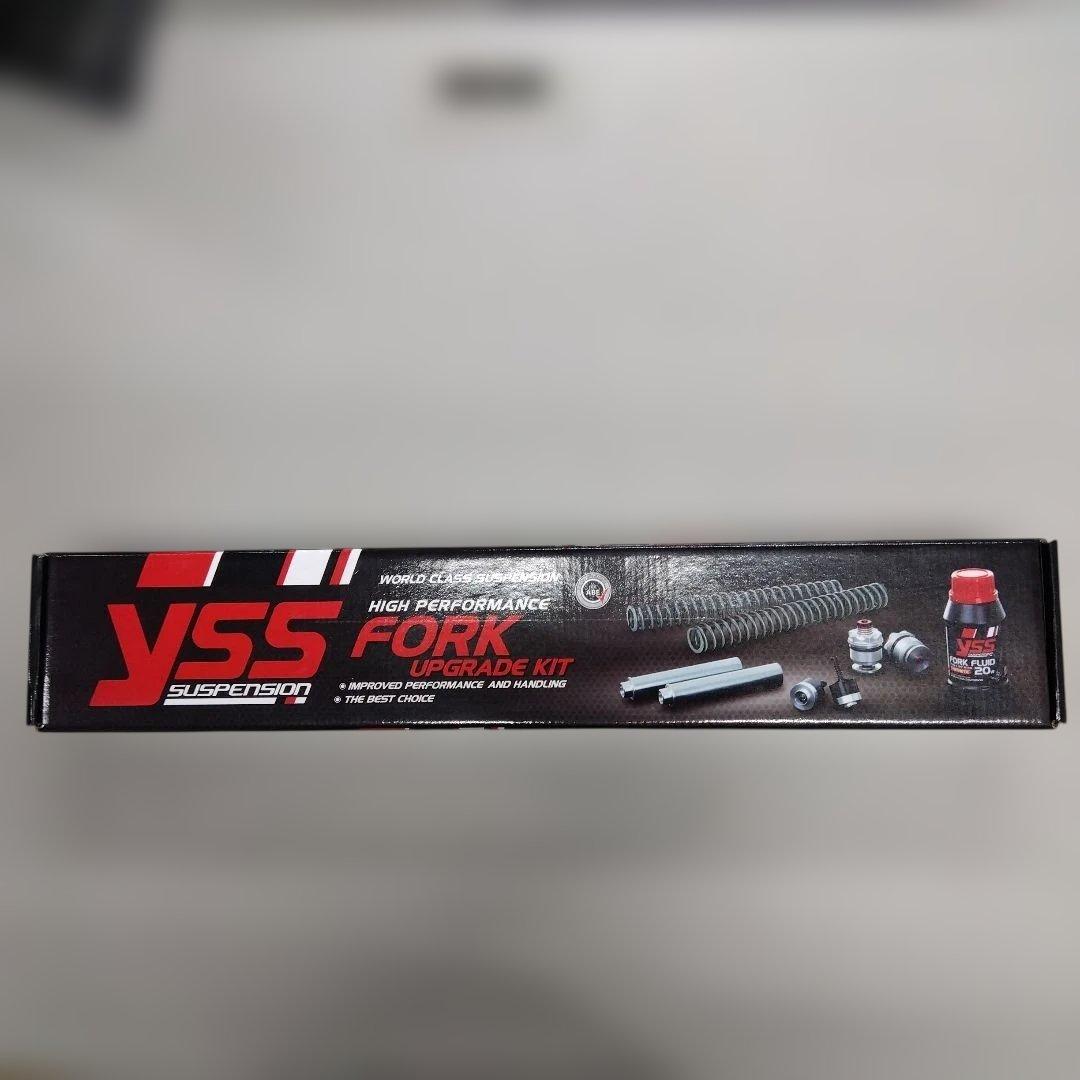 YSS
SUSPENSION
WORLD CLASS SUSPENSION
ABE
HIGH PERFORMANCE
FORK
UPGRADE KIT
IMPROVED PERFORMANCE AND HANDLING
THE BEST CHOICE
YSS
FORK FLUID
20